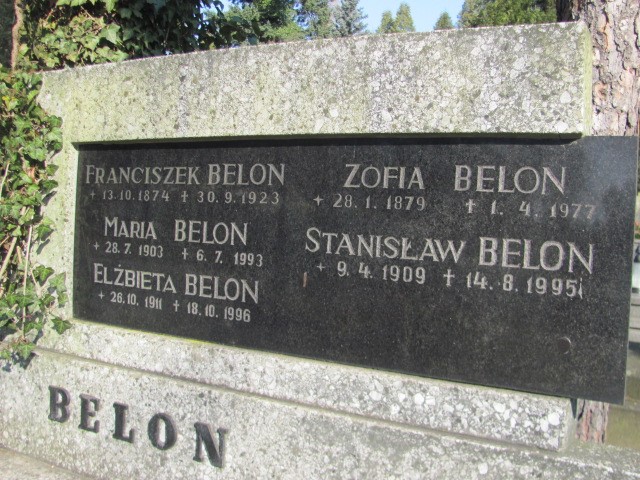 FRANCISZEK BELON
+ 13.10.1874 + 30.9.1923
MARIA BELON
+ 28.7.1903 + 6.7.1993
ELŻBIETA BELON
+ 26.10.1911 + 18.10.1996
ZOFIA BELON
+ 28.1.1879 + 1.4.1977
STANISŁAW BELON
+ 9.4.1909 + 14.8.1995
BELON